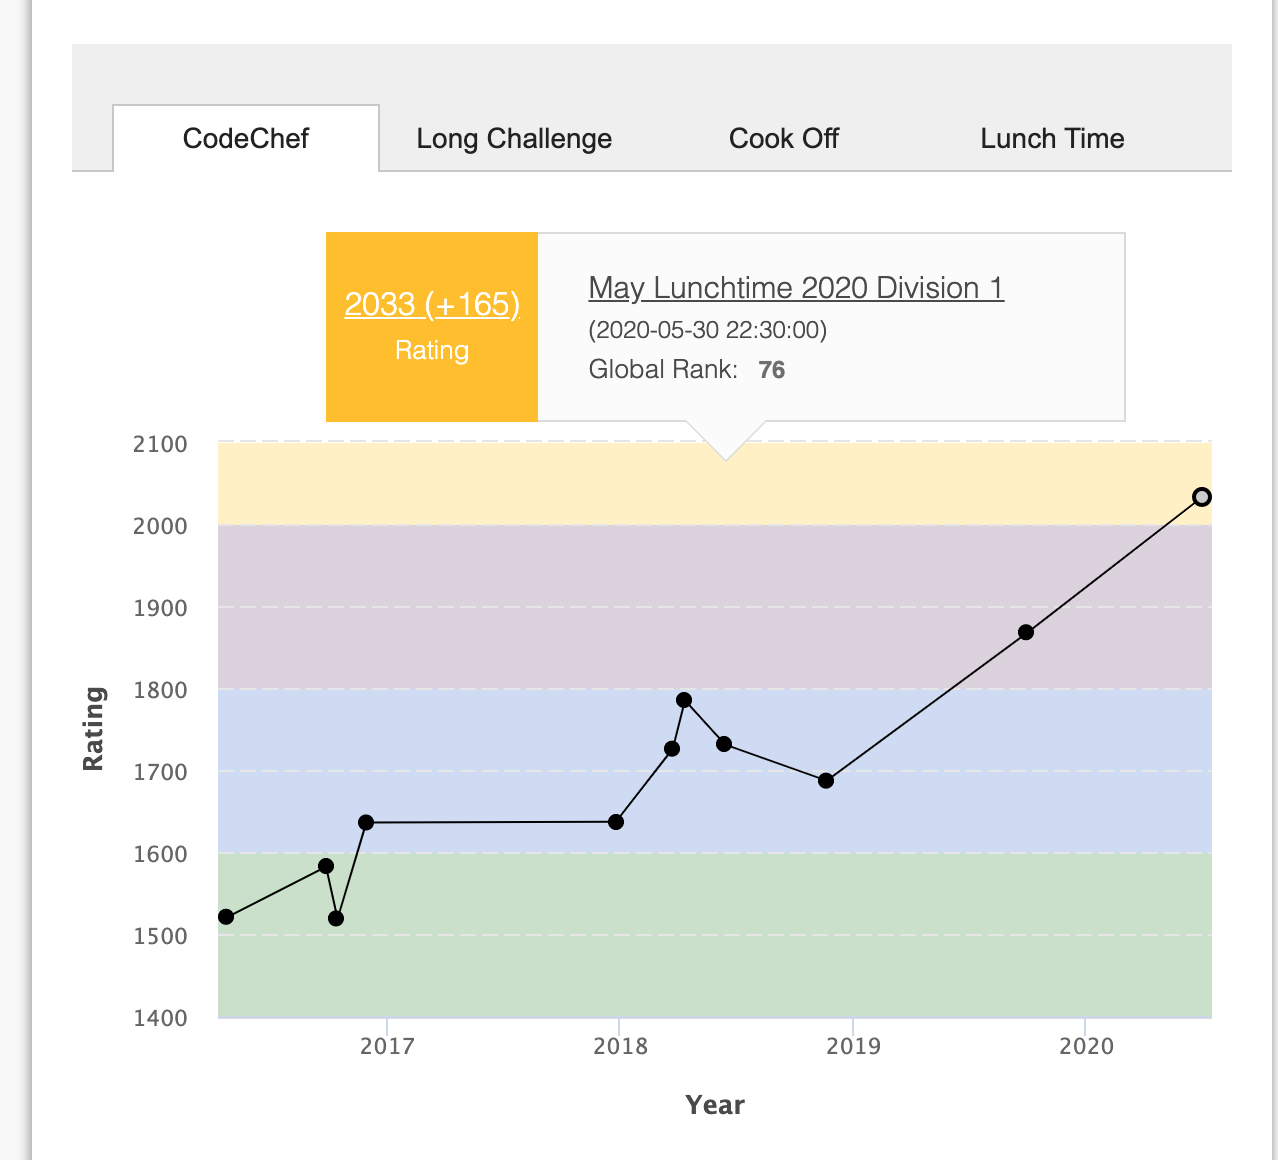 CodeChef
Long Challenge
Cook Off
Lunch Time
2033 (+165)
Rating
May Lunchtime 2020 Division 1
(2020-05-30 22:30:00)
Global Rank: 76
2100
2000
1900
1800
1700
1600
1500
1400
Rating
2017
2018
2019
2020
Year